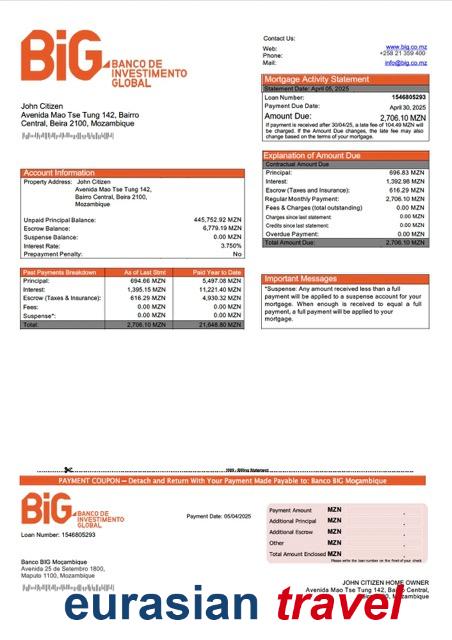 BiG BANCO DE
INVESTIMENTO
GLOBAL
Contact Us:
Web: www.big.co.mz
Phone: +258 21 359 400
Mail: info@big.co.mz
Mortgage Activity Statement
Statement Date: April 05, 2025
Loan Number: 1546805293
Payment Due Date: April 30, 2025
Amount Due: 2,706.10 MZN
If payment is received after 30/04/25, a late fee of 104.49 MZN will
be charged. If the Amount Due changes, the late fee may also
change based on the terms of your mortgage.
John Citizen
Avenida Mao Tse Tung 142, Bairro
Central, Beira 2100, Mozambique
Explanation of Amount Due
Contractual Amount Due
Principal: 696.83 MZN
Interest: 1,392.98 MZN
Escrow (Taxes and Insurance): 616.29 MZN
Regular Monthly Payment: 2,706.10 MZN
Fees & Charges (total outstanding) 0.00 MZN
Charges since last statement: 0.00 MZN
Credits since last statement: 0.00 MZN
Overdue Payment: 0.00 MZN
Total Amount Due: 2,706.10 MZN
Account Information
Property Address: John Citizen
Avenida Mao Tse Tung 142,
Bairro Central, Beira 2100,
Mozambique
Unpaid Principal Balance: 445,752.92 MZN
Escrow Balance: 6,779.19 MZN
Suspense Balance: 0.00 MZN
Interest Rate: 3.750%
Prepayment Penalty: No
Past Payments Breakdown As of Last Stmt Paid Year to Date
Principal: 694.66 MZN 5,497.08 MZN
Interest: 1,395.15 MZN 11,221.40 MZN
Escrow (Taxes & Insurance): 616.29 MZN 4,930.32 MZN
Fees: 0.00 MZN 0.00 MZN
Suspense*: 0.00 MZN 0.00 MZN
Total: 2,706.10 MZN 21,648.80 MZN
Important Messages
*Suspense: Any amount received less than a full
payment will be applied to a suspense account for your
mortgage. When enough is received to equal a full
payment, a full payment will be applied to your
mortgage.
PAYMENT COUPON – Detach and Return With Your Payment Made Payable to: Banco BIG Moçambique
BiG BANCO DE
INVESTIMENTO
GLOBAL
Loan Number: 1546805293
Payment Date: 05/04/2025
Payment Amount MZN .
Additional Principal MZN .
Additional Escrow MZN .
Other MZN .
Total Amount Enclosed MZN .
Please write the loan number on the front of your check.
Banco BIG Moçambique
Avenida 25 de Setembro 1800,
Maputo 1100, Mozambique
JOHN CITIZEN HOME OWNER
Avenida Mao Tse Tung 142, Bairro Central,
eurasian travel